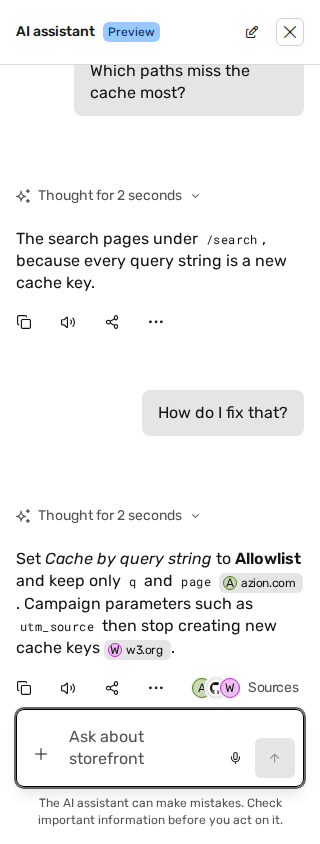 AI assistant Preview
Which paths miss the
cache most?
Thought for 2 seconds
The search pages under /search,
because every query string is a new
cache key.
How do I fix that?
Thought for 2 seconds
Set Cache by query string to Allowlist
and keep only q and page A azion.com
. Campaign parameters such as
utm_source then stop creating new
cache keys W w3.org.
A W Sources
Ask about
storefront
The AI assistant can make mistakes. Check
important information before you act on it.